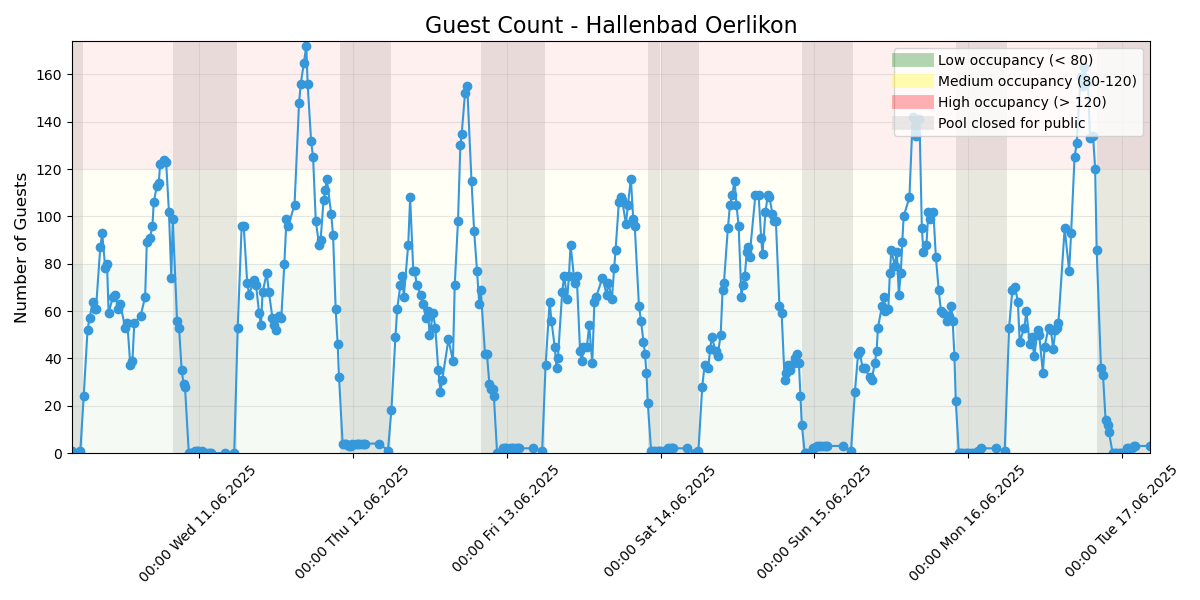 Guest Count - Hallenbad Oerlikon
Number of Guests
160
140
120
100
80
60
40
20
0
Low occupancy (< 80)
Medium occupancy (80-120)
High occupancy (> 120)
Pool closed for public
00:00 Wed 11.06.2025
00:00 Thu 12.06.2025
00:00 Fri 13.06.2025
00:00 Sat 14.06.2025
00:00 Sun 15.06.2025
00:00 Mon 16.06.2025
00:00 Tue 17.06.2025